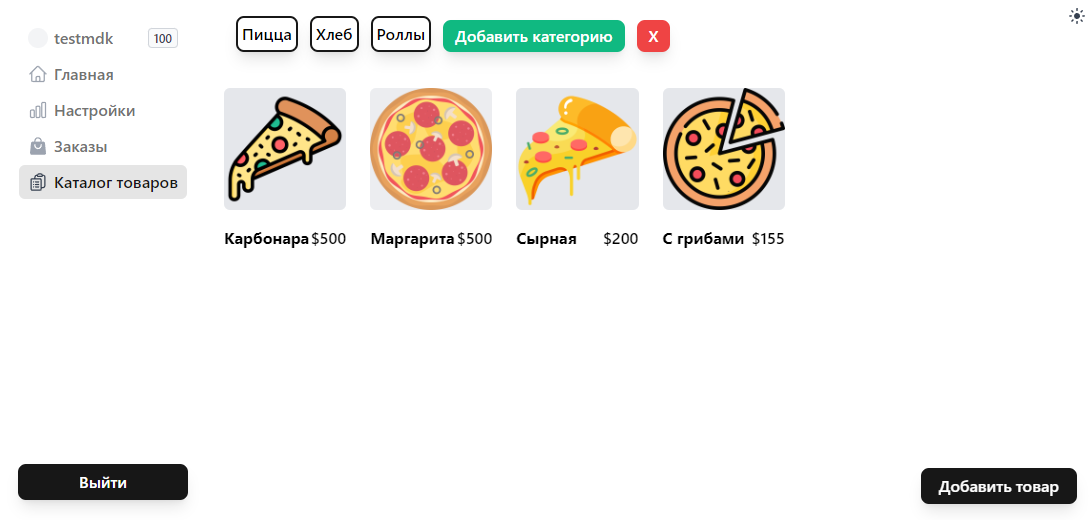 testmdk 100
Главная
Настройки
Заказы
Каталог товаров
Выйти
Пицца Хлеб Роллы Добавить категорию X
Карбонара $500 Маргарита $500 Сырная $200 С грибами $155
Добавить товар